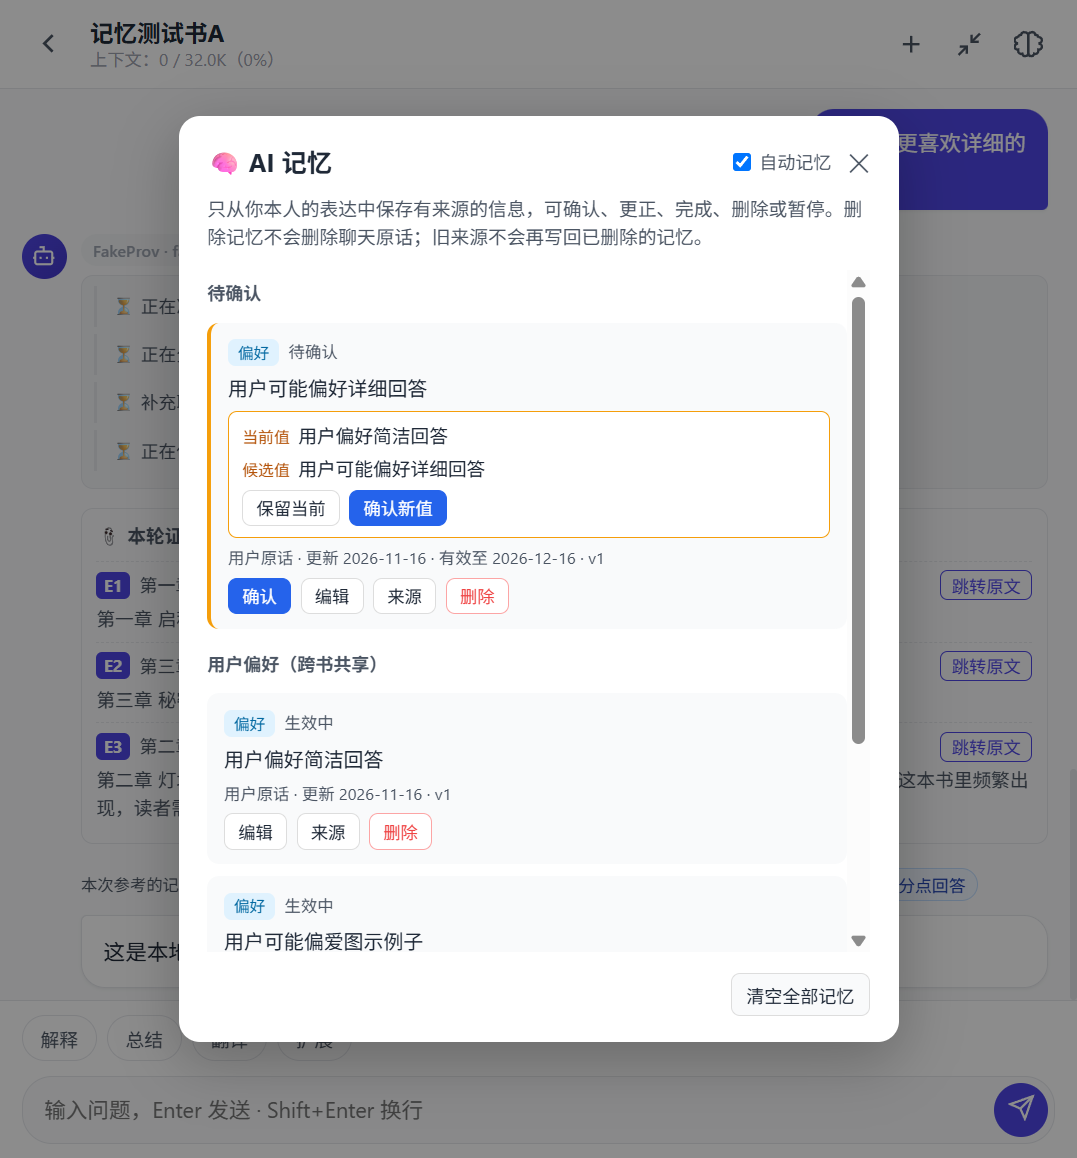 记忆测试书A
上下文：0 / 32.0K（0%）
更喜欢详细的
FakeProv
正在
正在
补充
正在
本轮证
E1 第一
跳转原文
第一章 启
E2 第三
跳转原文
第三章 秘
E3 第二
跳转原文
第二章 灯
这本书里频繁出
现，读者需
本次参考的记
分点回答
这是本地
AI 记忆
自动记忆
只从你本人的表达中保存有来源的信息，可确认、更正、完成、删除或暂停。删
除记忆不会删除聊天原话；旧来源不会再写回已删除的记忆。
待确认
偏好 待确认
用户可能偏好详细回答
当前值 用户偏好简洁回答
候选值 用户可能偏好详细回答
保留当前 确认新值
用户原话 · 更新 2026-11-16 · 有效至 2026-12-16 · v1
确认 编辑 来源 删除
用户偏好（跨书共享）
偏好 生效中
用户偏好简洁回答
用户原话 · 更新 2026-11-16 · v1
编辑 来源 删除
偏好 生效中
用户可能偏爱图示例子
清空全部记忆
解释 总结 翻译 扩展
输入问题，Enter 发送 · Shift+Enter 换行